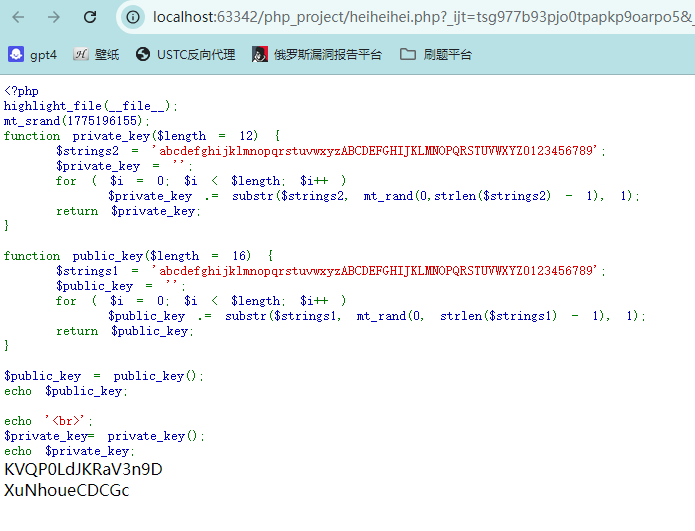 localhost:63342/php_project/heiheihei.php?_ijt=tsg977b93pjo0tpapkp9oarpo5&_
gpt4 壁纸 USTC反向代理 俄罗斯漏洞报告平台 刷题平台
<?php
highlight_file(__file__);
mt_srand(1775196155);
function private_key($length = 12) {
        $strings2 = 'abcdefghijklmnopqrstuvwxyzABCDEFGHIJKLMNOPQRSTUVWXYZ0123456789';
        $private_key = '';
        for ( $i = 0; $i < $length; $i++ )
                $private_key .= substr($strings2, mt_rand(0,strlen($strings2) - 1), 1);
        return $private_key;
}

function public_key($length = 16) {
        $strings1 = 'abcdefghijklmnopqrstuvwxyzABCDEFGHIJKLMNOPQRSTUVWXYZ0123456789';
        $public_key = '';
        for ( $i = 0; $i < $length; $i++ )
                $public_key .= substr($strings1, mt_rand(0, strlen($strings1) - 1), 1);
        return $public_key;
}

$public_key = public_key();
echo $public_key;

echo '<br>';
$private_key= private_key();
echo $private_key;
KVQP0LdJKRaV3n9D
XuNhoueCDCGc